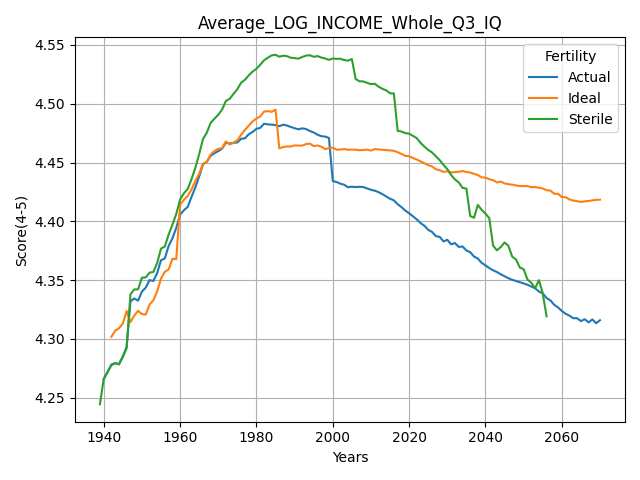 Average_LOG_INCOME_Whole_Q3_IQ
Fertility
Actual
Ideal
Sterile
Score(4-5)
4.55
4.50
4.45
4.40
4.35
4.30
4.25
1940 1960 1980 2000 2020 2040 2060
Years